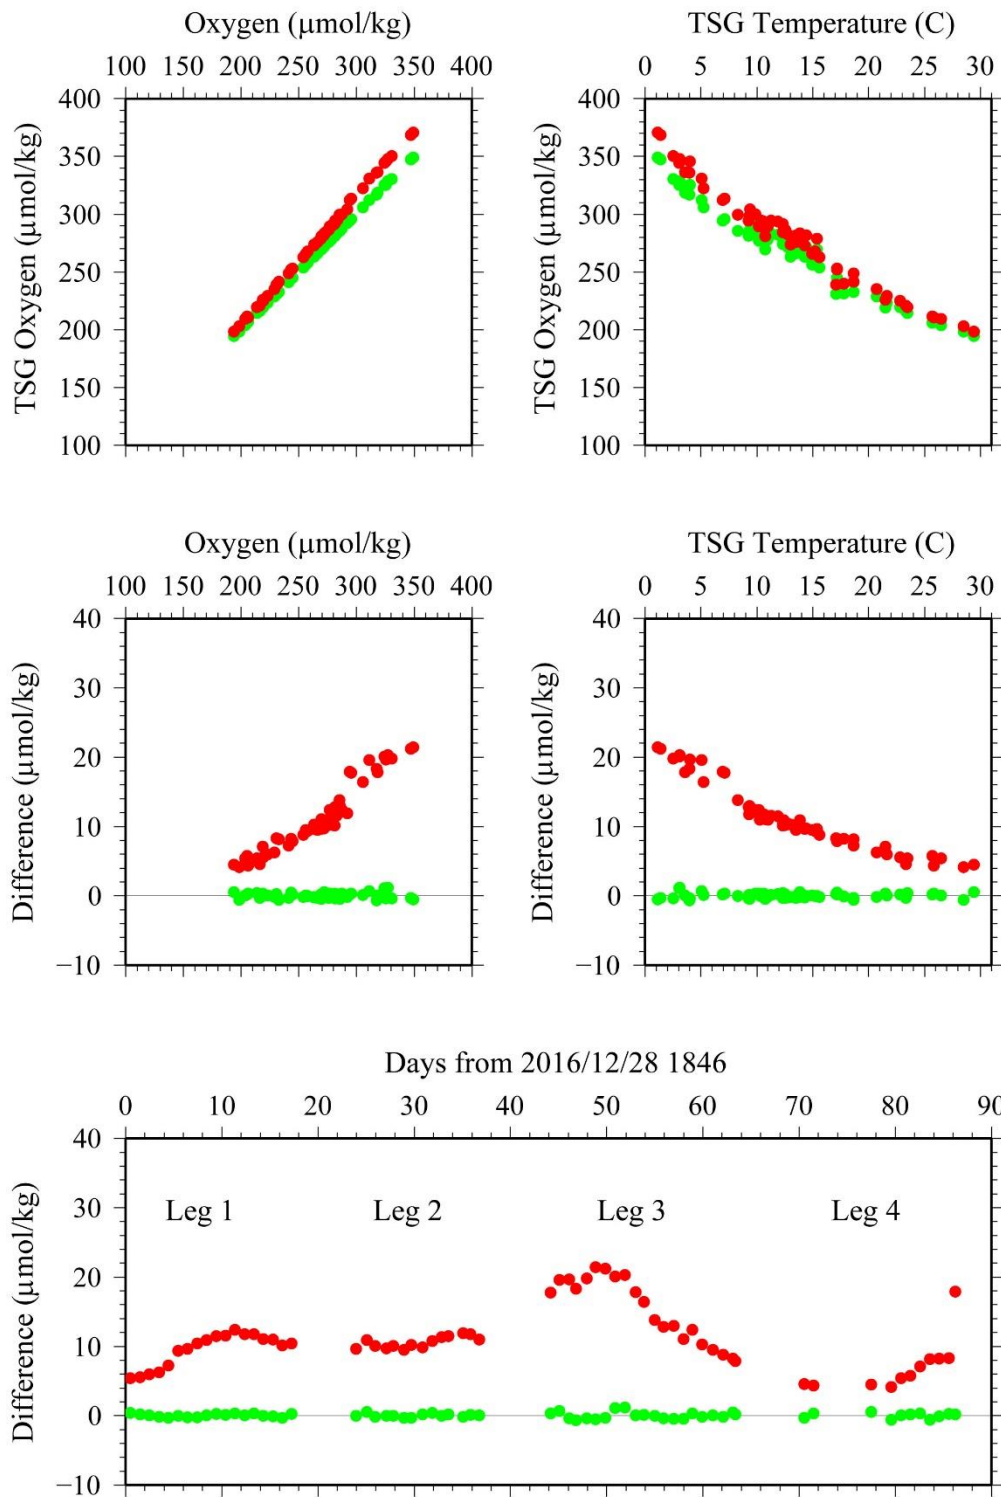 Oxygen (µmol/kg)
100 150 200 250 300 350 400
400
350
300
250
200
150
100
TSG Oxygen (µmol/kg)
TSG Temperature (C)
0 5 10 15 20 25 30
400
350
300
250
200
150
100
TSG Oxygen (µmol/kg)
Oxygen (µmol/kg)
100 150 200 250 300 350 400
40
30
20
10
0
−10
Difference (µmol/kg)
TSG Temperature (C)
0 5 10 15 20 25 30
40
30
20
10
0
−10
Difference (µmol/kg)
Days from 2016/12/28 1846
0 10 20 30 40 50 60 70 80 90
40
30
20
10
0
−10
Difference (µmol/kg)
Leg 1 Leg 2 Leg 3 Leg 4